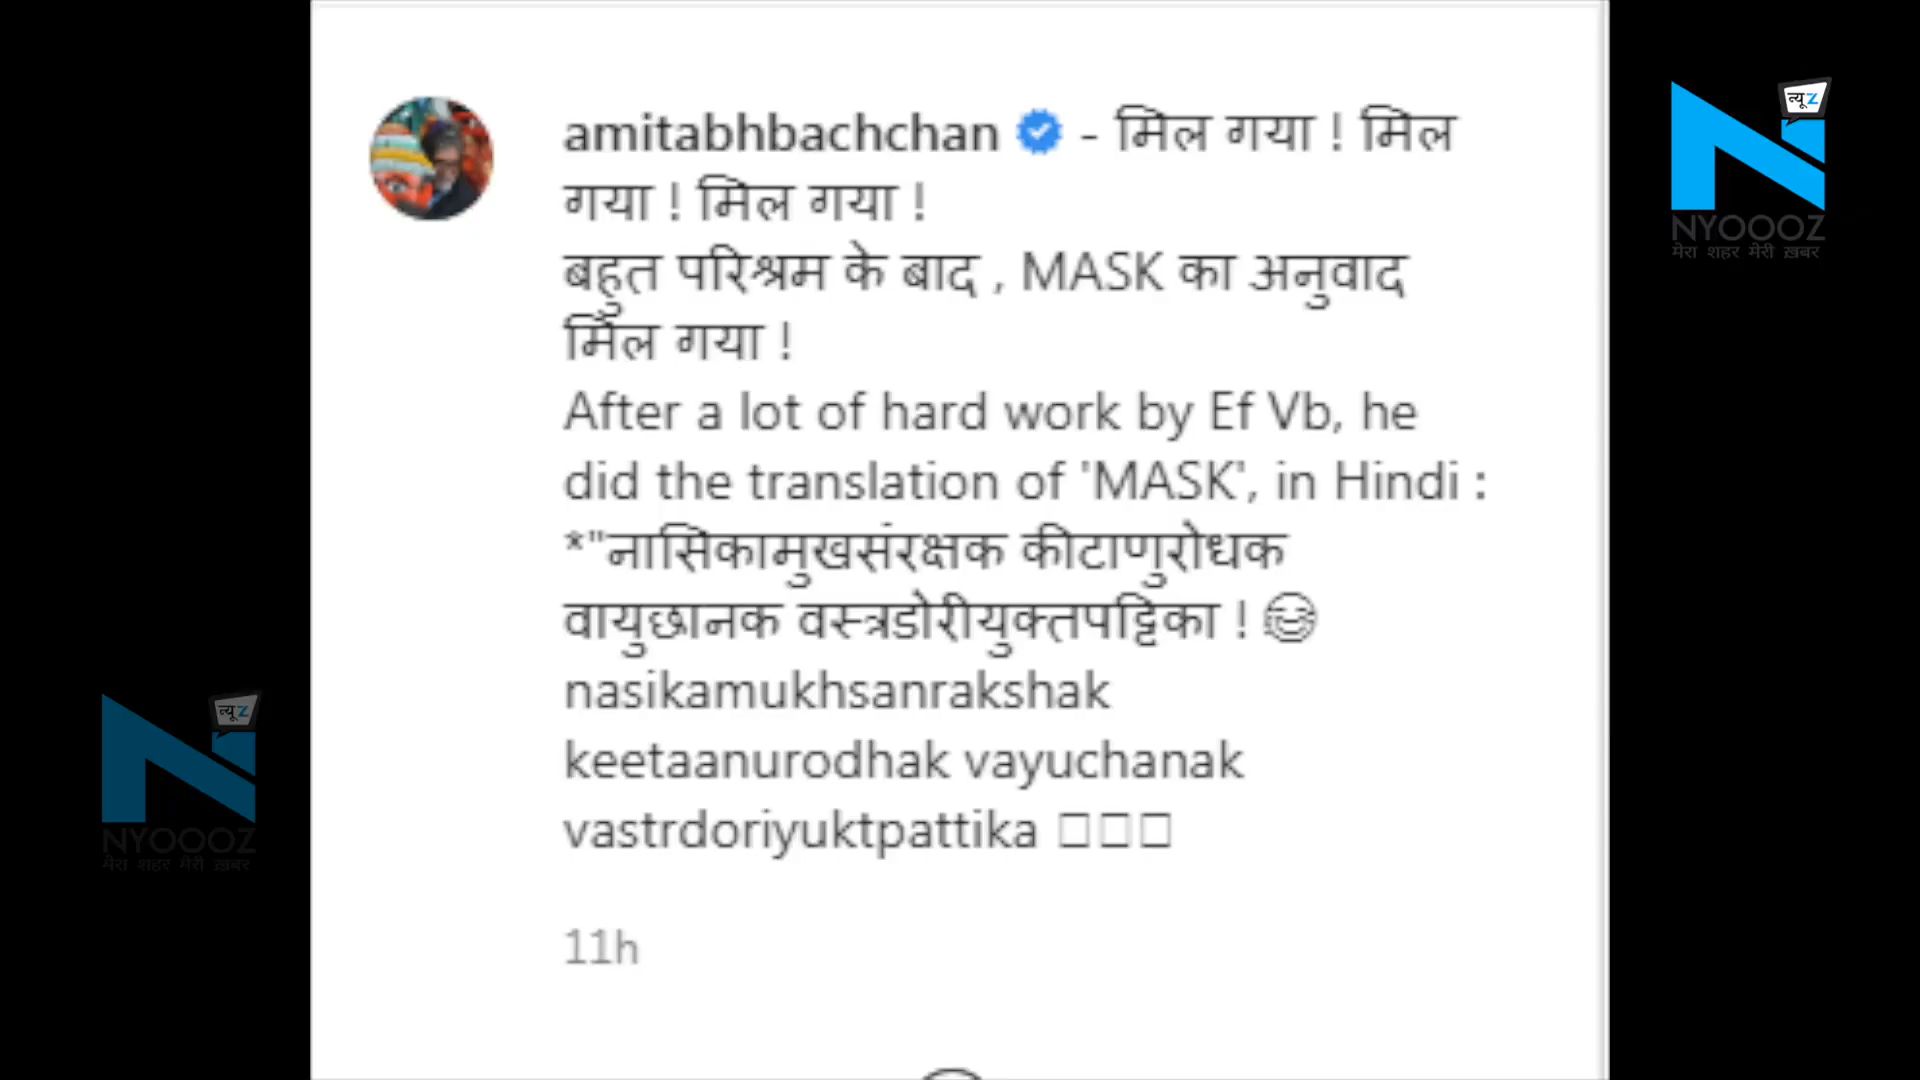 amitabhbachchan - मिल गया ! मिल
गया ! मिल गया !
बहुत परिश्रम के बाद , MASK का अनुवाद
मिल गया !
After a lot of hard work by Ef Vb, he
did the translation of 'MASK', in Hindi :
*"नासिकामुखसंरक्षक कीटाणुरोधक
वायुछानक वस्त्रडोरीयुक्तपट्टिका ! 😂
nasikamukhsanrakshak
keetaanurodhak vayuchanak
vastrdoriyuktpattika □□□
11h
न्यूz
NYOOOZ
मेरा शहर मेरी ख़बर
न्यूz
NYOOOZ
मेरा शहर मेरी ख़बर